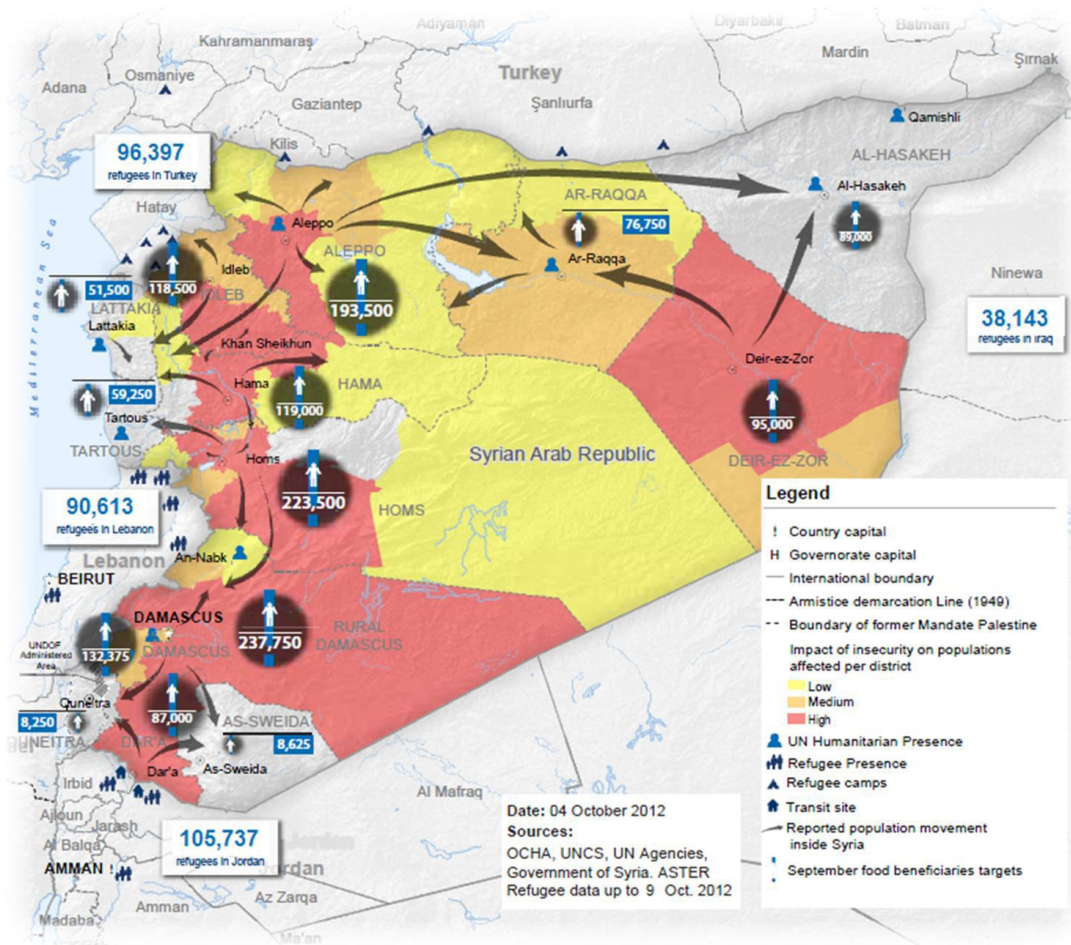 Adiyaman
Diyarbakir
Batman
Kahramanmaraş
Mardin
Şırnak
Osmaniye
Turkey
Adana
Gaziantep
Şanlıurfa
Qamishli
Kilis
AL-HASAKEH
96,397
refugees in Turkey
Al-Hasakeh
AR-RAQQA
Hatay
76,750
89,000
Aleppo
ALEPPO
Ar-Raqqa
Idleb
Ninewa
118,500
IDLEB
51,500
193,500
LATTAKIA
38,143
refugees in Iraq
Lattakia
Khan Sheikhun
Deir-ez-Zor
Mediterranean Sea
Hama
HAMA
59,250
119,000
Tartous
95,000
TARTOUS
Homs
Syrian Arab Republic
DEIR-EZ-ZOR
223,500
HOMS
90,613
refugees in Lebanon
Lebanon
An-Nabk
BEIRUT
DAMASCUS
RURAL
DAMASCUS
237,750
UNDOF
Administered
Area
DAMASCUS
132,375
Quneitra
87,000
AS-SWEIDA
8,250
8,625
UNEITRA
DAR'A
Dar'a
As-Sweida
Irbid
Al Mafraq
Ajloun
Jarash
Al Balqa
105,737
refugees in Jordan
Jordan
AMMAN !
Az Zarqa
Amman
Madaba
Ma'an
Legend
! Country capital
H Governorate capital
International boundary
Armistice demarcation Line (1949)
Boundary of former Mandate Palestine
Impact of insecurity on populations
affected per district
Low
Medium
High
UN Humanitarian Presence
Refugee Presence
Refugee camps
Transit site
Reported population movement
inside Syria
September food beneficiaries targets
Date: 04 October 2012
Sources:
OCHA, UNCS, UN Agencies,
Government of Syria. ASTER
Refugee data up to 9 Oct. 2012